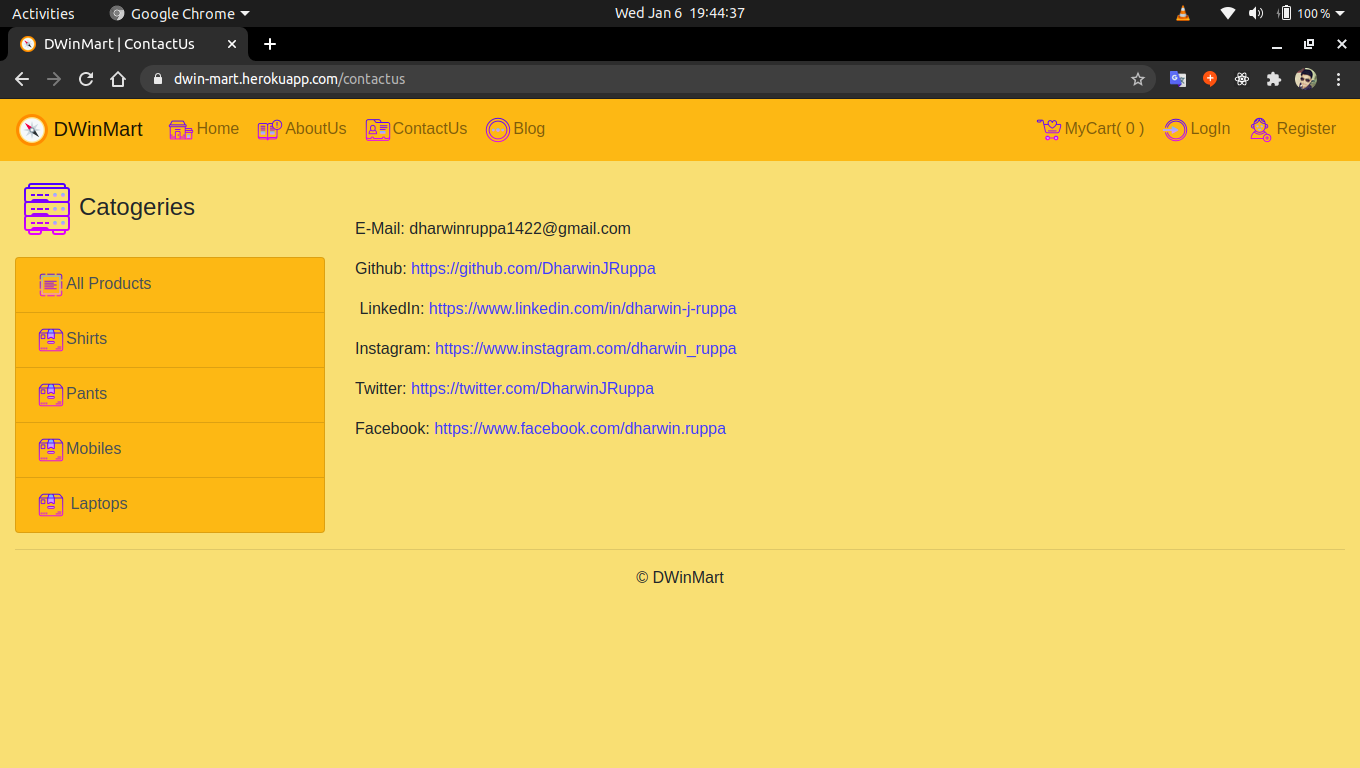 Activities Google Chrome Wed Jan 6 19:44:37 100 %
DWinMart | ContactUs
dwin-mart.herokuapp.com/contactus
DWinMart Home AboutUs ContactUs Blog MyCart( 0 ) LogIn Register
Catogeries
All Products
Shirts
Pants
Mobiles
Laptops
E-Mail: dharwinruppa1422@gmail.com
Github: https://github.com/DharwinJRuppa
LinkedIn: https://www.linkedin.com/in/dharwin-j-ruppa
Instagram: https://www.instagram.com/dharwin_ruppa
Twitter: https://twitter.com/DharwinJRuppa
Facebook: https://www.facebook.com/dharwin.ruppa
© DWinMart